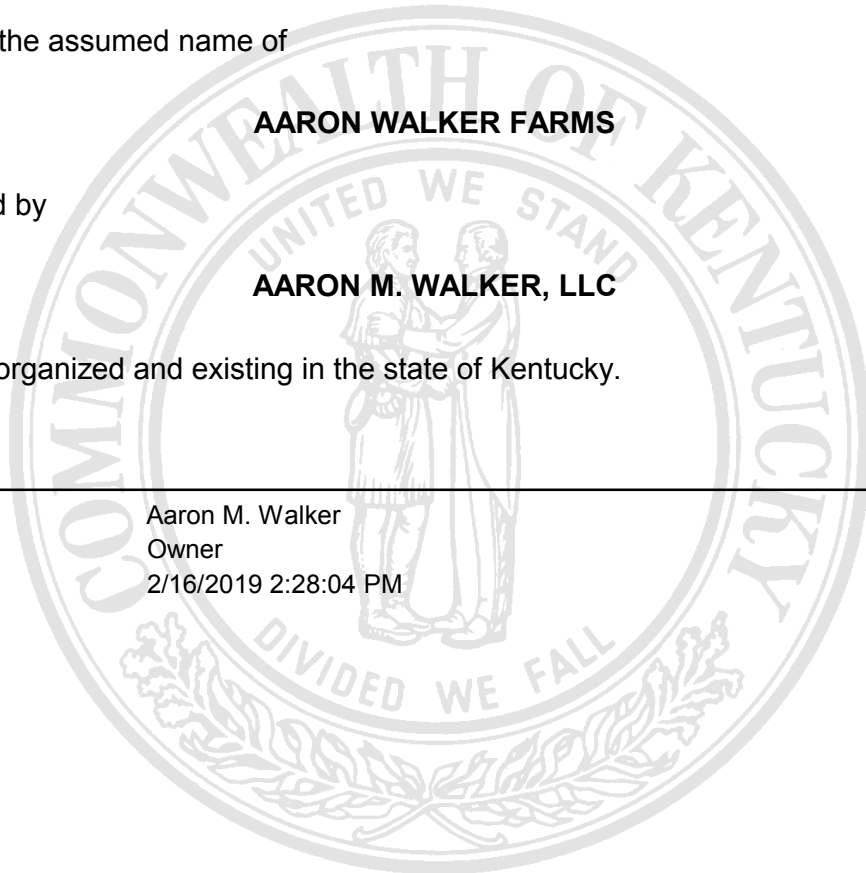 the assumed name of
AARON WALKER FARMS
d by
AARON M. WALKER, LLC
organized and existing in the state of Kentucky.
Aaron M. Walker
Owner
2/16/2019 2:28:04 PM
COMMONWEALTH OF KENTUCKY
UNITED WE STAND
DIVIDED WE FALL